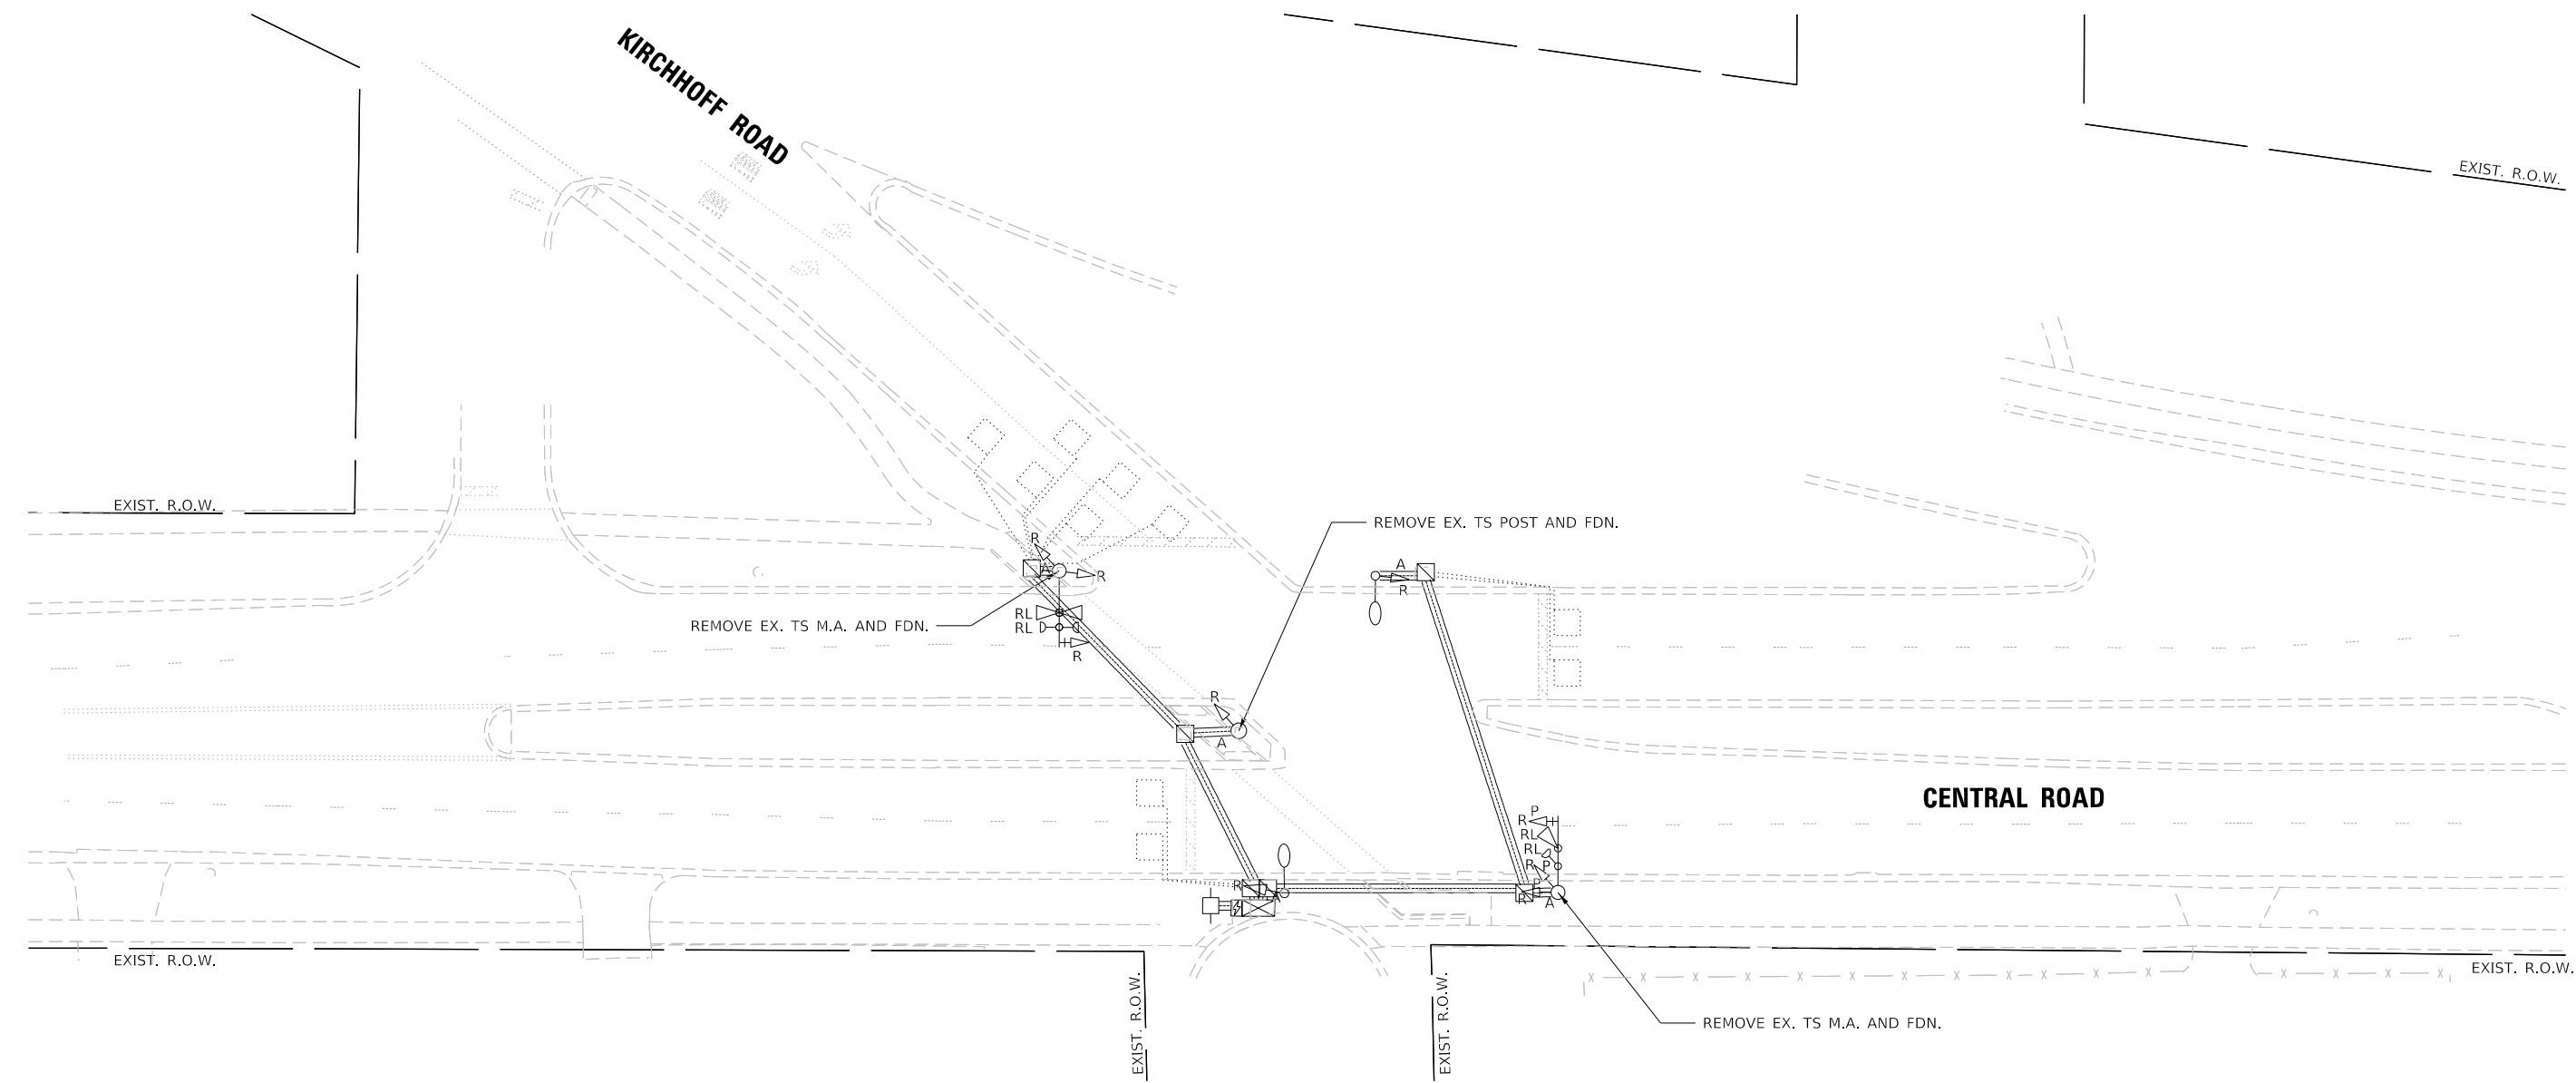 KIRCHHOFF ROAD
EXIST. R.O.W.
EXIST. R.O.W.
REMOVE EX. TS POST AND FDN.
R
A
R
A
R
RL
RL
REMOVE EX. TS M.A. AND FDN.
R
R
A
CENTRAL ROAD
P
R
RL
RL
R P
P
R
A
R
A
EXIST. R.O.W.
EXIST. R.O.W.
EXIST. R.O.W.
EXIST. R.O.W.
REMOVE EX. TS M.A. AND FDN.